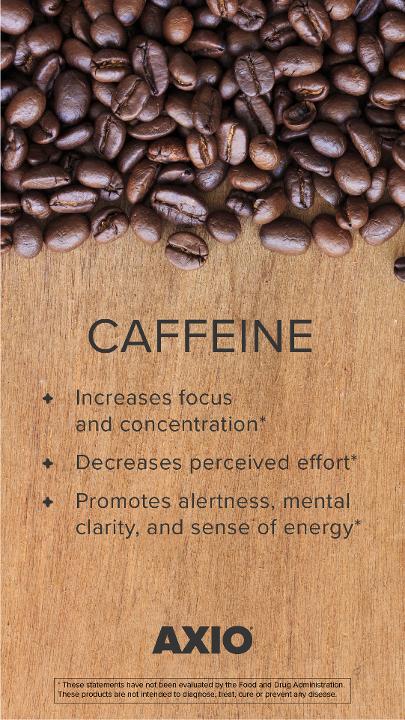 CAFFEINE
Increases focus
and concentration*
Decreases perceived effort*
Promotes alertness, mental
clarity, and sense of energy*
AXIO
* These statements have not been evaluated by the Food and Drug Administration.
These products are not intended to diagnose, treat, cure or prevent any disease.